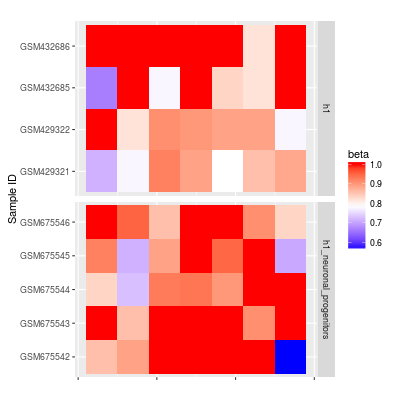 GSM432686
GSM432685
GSM429322
GSM429321
h1
GSM675546
GSM675545
GSM675544
GSM675543
GSM675542
h1_neuronal_progenitors
Sample ID
beta
1.0
0.9
0.8
0.7
0.6